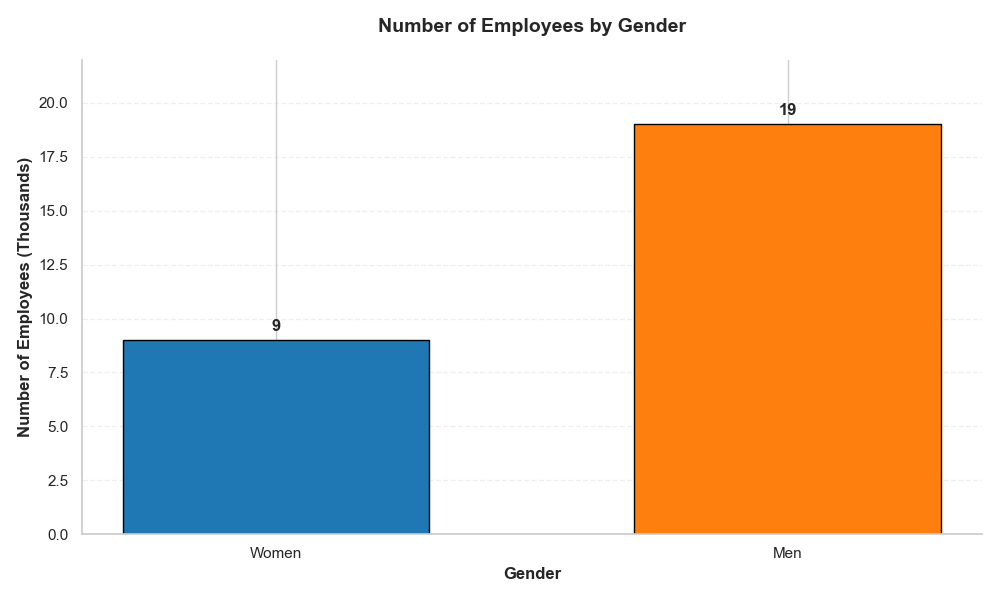 Number of Employees by Gender
Number of Employees (Thousands)
20.0
17.5
15.0
12.5
10.0
7.5
5.0
2.5
0.0
9
19
Women
Men
Gender